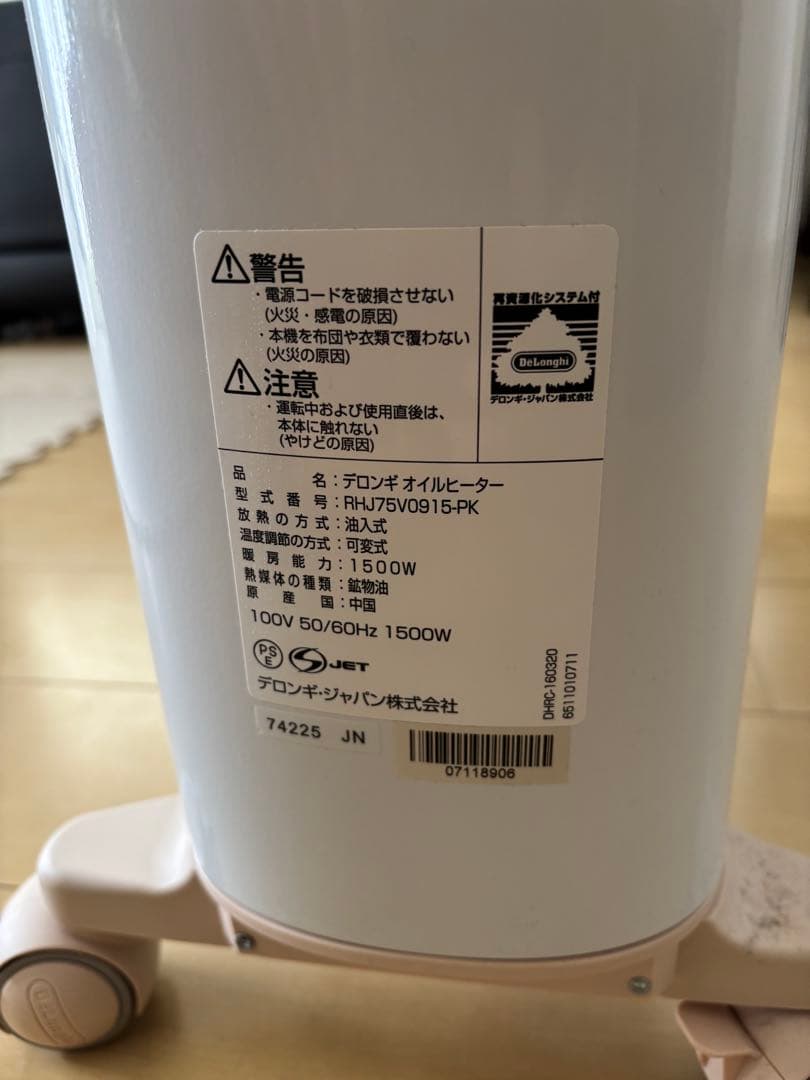 警告
・電源コードを破損させない
(火災・感電の原因)
・本機を布団や衣類で覆わない
(火災の原因)
注意
・運転中および使用直後は、
本体に触れない
(やけどの原因)
再資源化システム付
DeLonghi
デロンギ・ジャパン株式会社
品名：デロンギ オイルヒーター
型式番号：RHJ75V0915-PK
放熱の方式：油入式
温度調節の方式：可変式
暖房能力：1500W
熱媒体の種類：鉱物油
原産国：中国
100V 50/60Hz 1500W
PS
E
JET
デロンギ・ジャパン株式会社
DHRC-160320
6511010711
74225 JN
07118906
DeLonghi